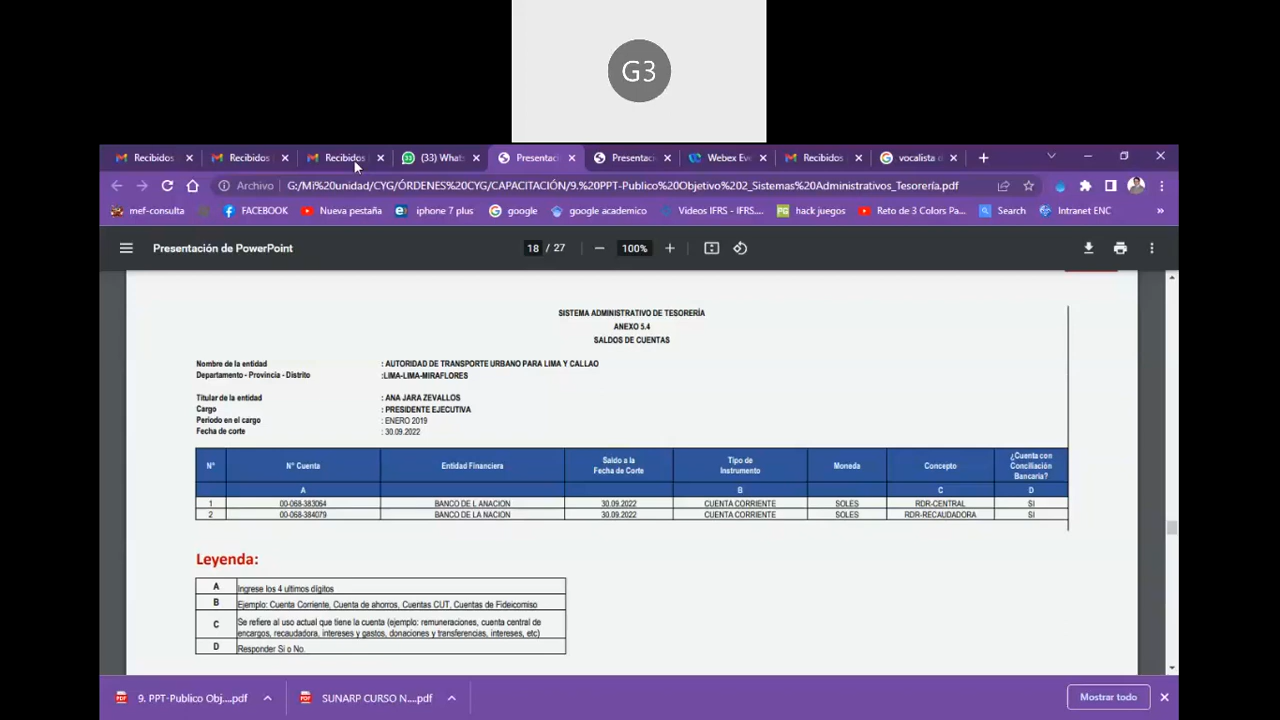 G3
Recibidos
Recibidos
Recibidos
(33) What
Presentaci
Presentaci
Webex Eve
Recibidos
vocalista d
Archivo
G:/Mi%20unidad/CYG/ÓRDENES%20CYG/CAPACITACIÓN/9.%20PPT-Publico%20Objetivo%202_Sistemas%20Administrativos_Tesorería.pdf
mef-consulta
FACEBOOK
Nueva pestaña
iphone 7 plus
google
google academico
Videos IFRS - IFRS....
hack juegos
Reto de 3 Colors Pa...
Search
Intranet ENC
»
Presentación de PowerPoint
18 / 27
100%
SISTEMA ADMINISTRATIVO DE TESORERÍA
ANEXO 5.4
SALDOS DE CUENTAS
Nombre de la entidad : AUTORIDAD DE TRANSPORTE URBANO PARA LIMA Y CALLAO
Departamento - Provincia - Distrito :LIMA-LIMA-MIRAFLORES
Titular de la entidad : ANA JARA ZEVALLOS
Cargo : PRESIDENTE EJECUTIVA
Periodo en el cargo : ENERO 2019
Fecha de corte : 30.09.2022
N° N° Cuenta Entidad Financiera Saldo a la Fecha de Corte Tipo de Instrumento Moneda Concepto ¿Cuenta con Conciliación Bancaria?
A B C D
1 00-068-383064 BANCO DE L ANACION 30.09.2022 CUENTA CORRIENTE SOLES RDR-CENTRAL SI
2 00-068-384079 BANCO DE LA NACION 30.09.2022 CUENTA CORRIENTE SOLES RDR-RECAUDADORA SI
Leyenda:
A Ingrese los 4 ultimos dígitos
B Ejemplo: Cuenta Corriente, Cuenta de ahorros, Cuentas CUT, Cuentas de Fideicomiso
C Se refiere al uso actual que tiene la cuenta (ejemplo: remuneraciones, cuenta central de
encargos, recaudadora, intereses y gastos, donaciones y transferencias, intereses, etc)
D Responder Si o No.
9. PPT-Publico Obj....pdf
SUNARP CURSO N....pdf
Mostrar todo